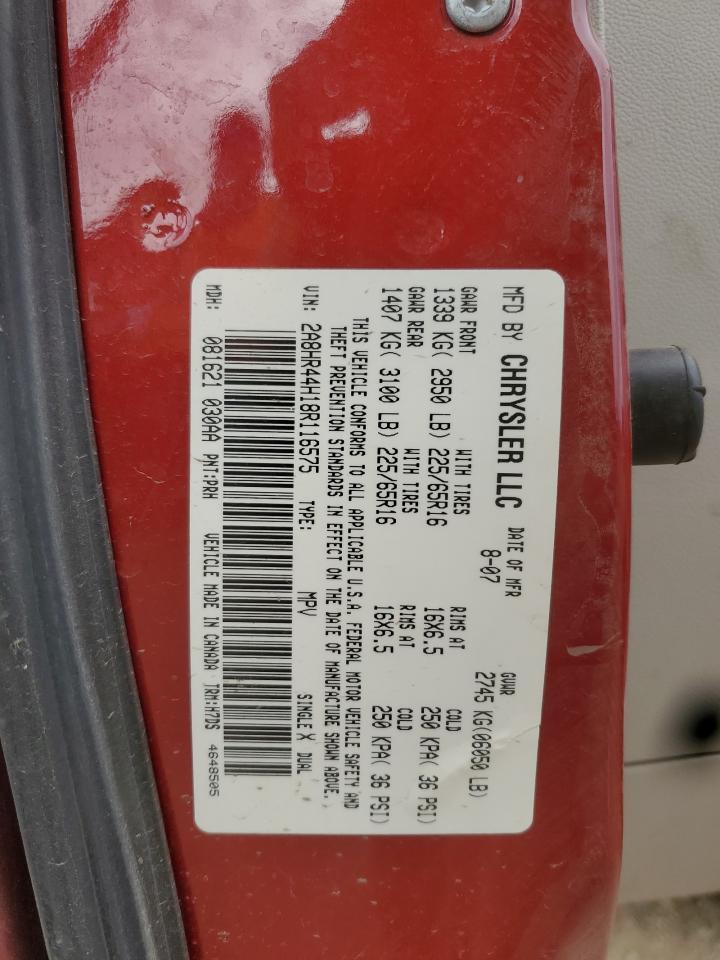 MFD BY CHRYSLER LLC DATE OF MFR GVWR
8-07 2745 KG(06050 LB)
GAWR FRONT WITH TIRES RIMS AT COLD
1339 KG( 2950 LB) 225/65R16 16X6.5 250 KPA( 36 PSI)
GAWR REAR WITH TIRES RIMS AT COLD
1407 KG( 3100 LB) 225/65R16 16X6.5 250 KPA( 36 PSI)
THIS VEHICLE CONFORMS TO ALL APPLICABLE U.S.A. FEDERAL MOTOR VEHICLE SAFETY AND
THEFT PREVENTION STANDARDS IN EFFECT ON THE DATE OF MANUFACTURE SHOWN ABOVE.
VIN: 2A8HR44H18R116575 TYPE: MPV SINGLE X DUAL
MDH: 081621 030AA PNT:PRH VEHICLE MADE IN CANADA TRM:H7DS 4648505